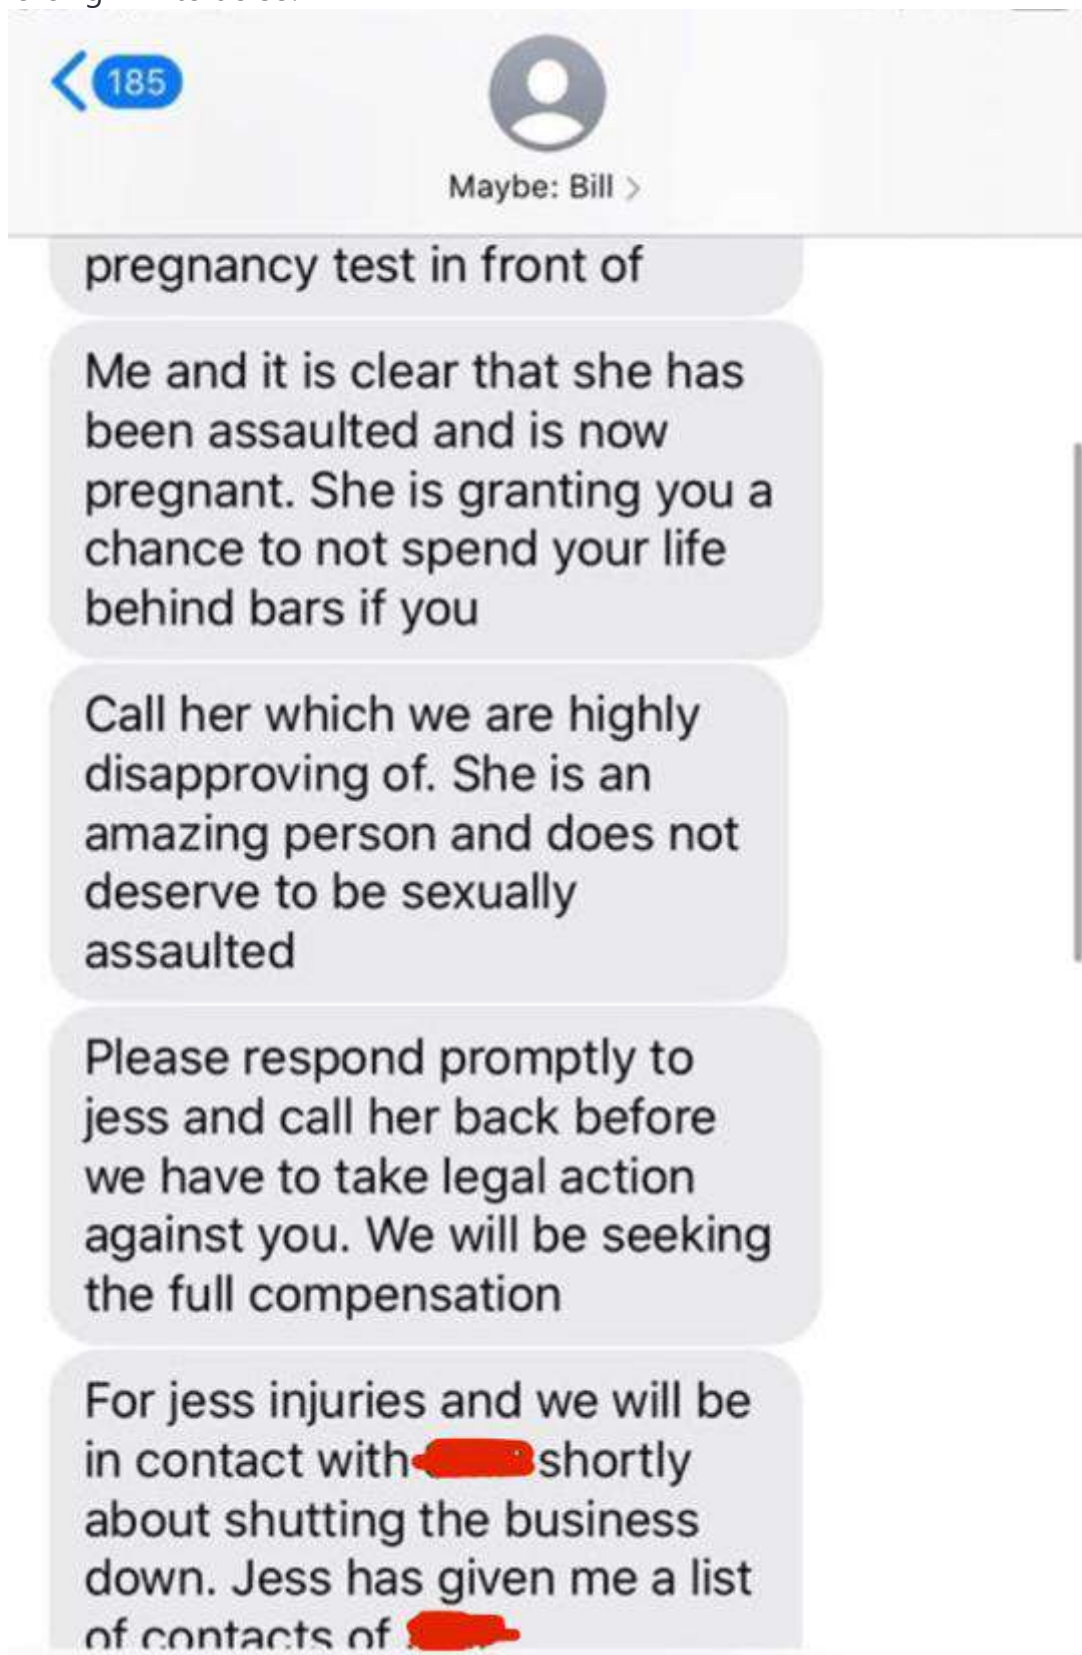 185
Maybe: Bill >
pregnancy test in front of
Me and it is clear that she has
been assaulted and is now
pregnant. She is granting you a
chance to not spend your life
behind bars if you
Call her which we are highly
disapproving of. She is an
amazing person and does not
deserve to be sexually
assaulted
Please respond promptly to
jess and call her back before
we have to take legal action
against you. We will be seeking
the full compensation
For jess injuries and we will be
in contact with shortly
about shutting the business
down. Jess has given me a list
of contacts of